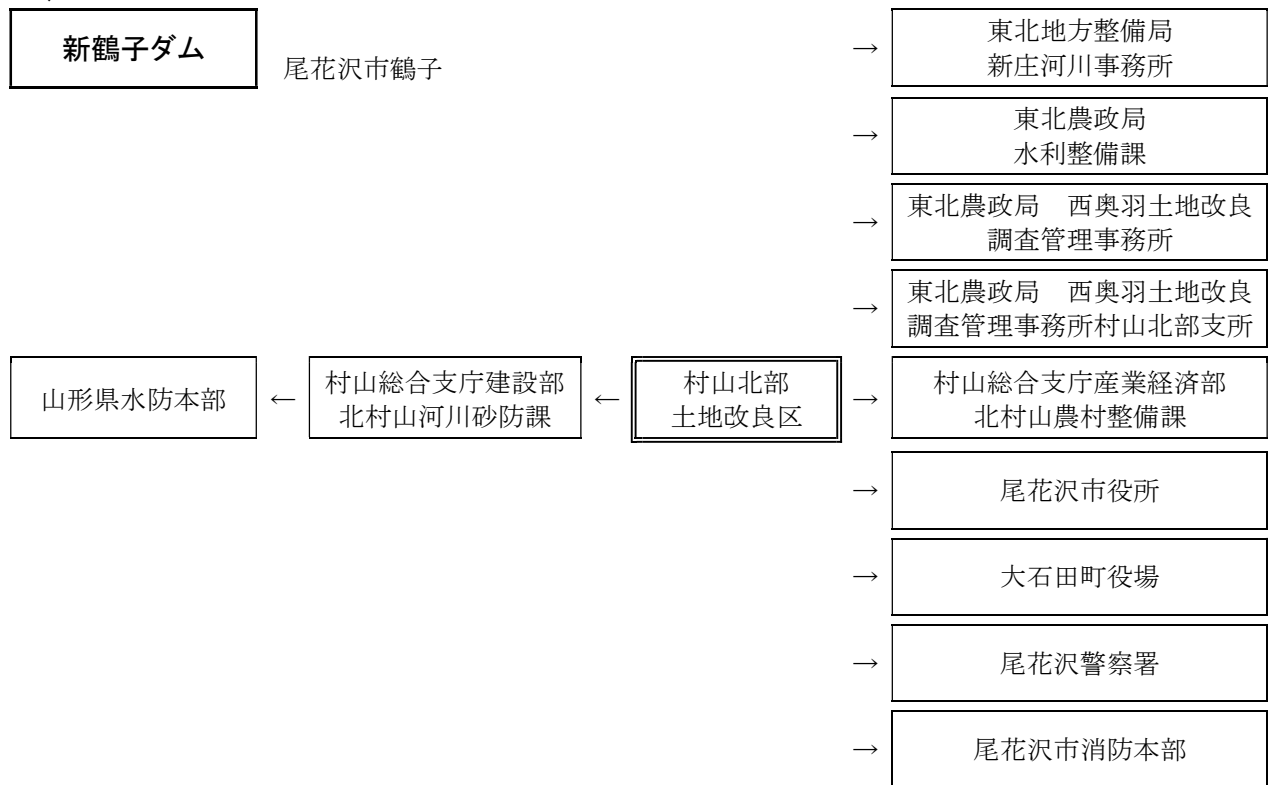 新鶴子ダム
尾花沢市鶴子
→
東北地方整備局
新庄河川事務所
→
東北農政局
水利整備課
→
東北農政局　西奥羽土地改良
調査管理事務所
→
東北農政局　西奥羽土地改良
調査管理事務所村山北部支所
山形県水防本部
←
村山総合支庁建設部
北村山河川砂防課
←
村山北部
土地改良区
→
村山総合支庁産業経済部
北村山農村整備課
→
尾花沢市役所
→
大石田町役場
→
尾花沢警察署
→
尾花沢市消防本部